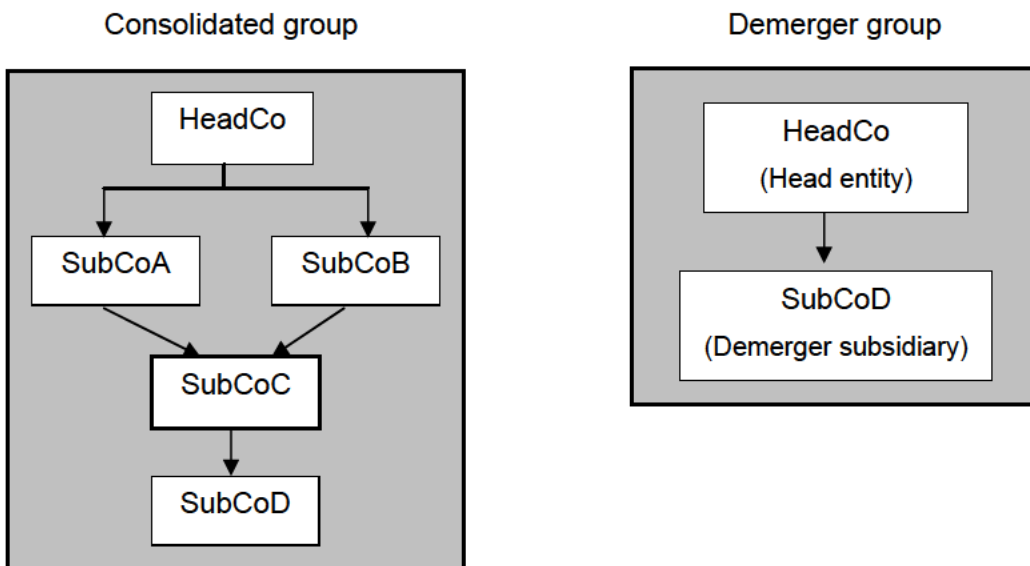 Consolidated group
HeadCo
SubCoA
SubCoB
SubCoC
SubCoD
Demerger group
HeadCo
(Head entity)
SubCoD
(Demerger subsidiary)